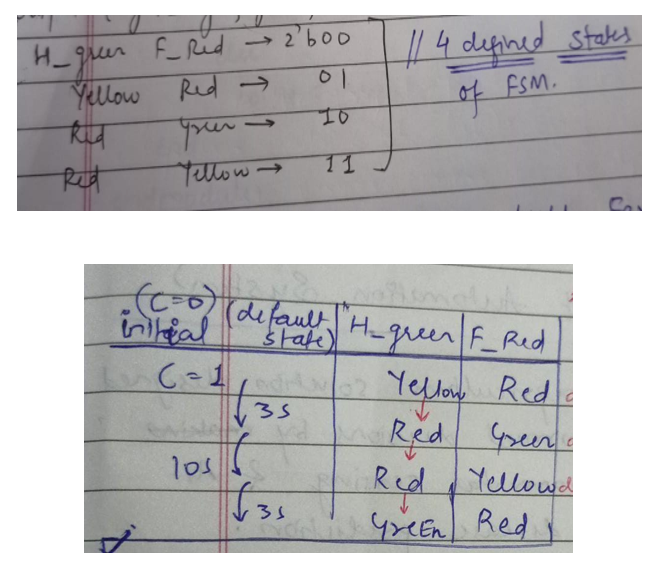 H_green F_Red → 2'b00 // 4 defined states
Yellow Red → 01 of FSM.
Red Green → 10
Red Yellow → 11
(C=0)
initial (default state) H_green F_Red
C=1 Yellow Red
3s
Red Green
10s
Red Yellow
3s
GreEn Red